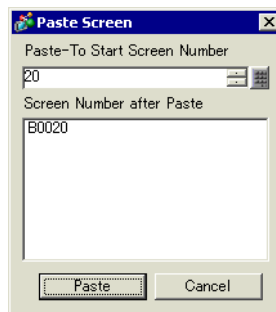 Paste Screen
Paste-To Start Screen Number
20
Screen Number after Paste
B0020
Paste
Cancel